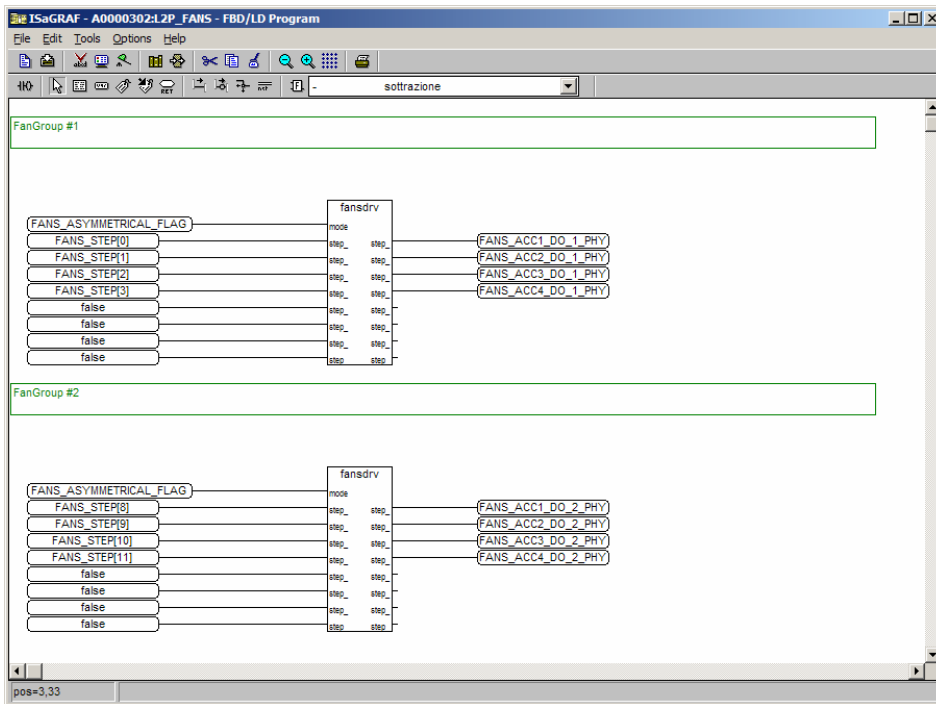 ISaGRAF - A0000302:L2P_FANS - FBD/LD Program
File Edit Tools Options Help
- sottrazione
FanGroup #1
fansdrv
FANS_ASYMMETRICAL_FLAG mode
FANS_STEP[0] step_ step_ FANS_ACC1_DO_1_PHY
FANS_STEP[1] step_ step_ FANS_ACC2_DO_1_PHY
FANS_STEP[2] step_ step_ FANS_ACC3_DO_1_PHY
FANS_STEP[3] step_ step_ FANS_ACC4_DO_1_PHY
false step_ step_
false step_ step_
false step_ step_
false step step
FanGroup #2
fansdrv
FANS_ASYMMETRICAL_FLAG mode
FANS_STEP[8] step_ step_ FANS_ACC1_DO_2_PHY
FANS_STEP[9] step_ step_ FANS_ACC2_DO_2_PHY
FANS_STEP[10] step_ step_ FANS_ACC3_DO_2_PHY
FANS_STEP[11] step_ step_ FANS_ACC4_DO_2_PHY
false step_ step_
false step_ step_
false step_ step_
false step step
pos=3,33